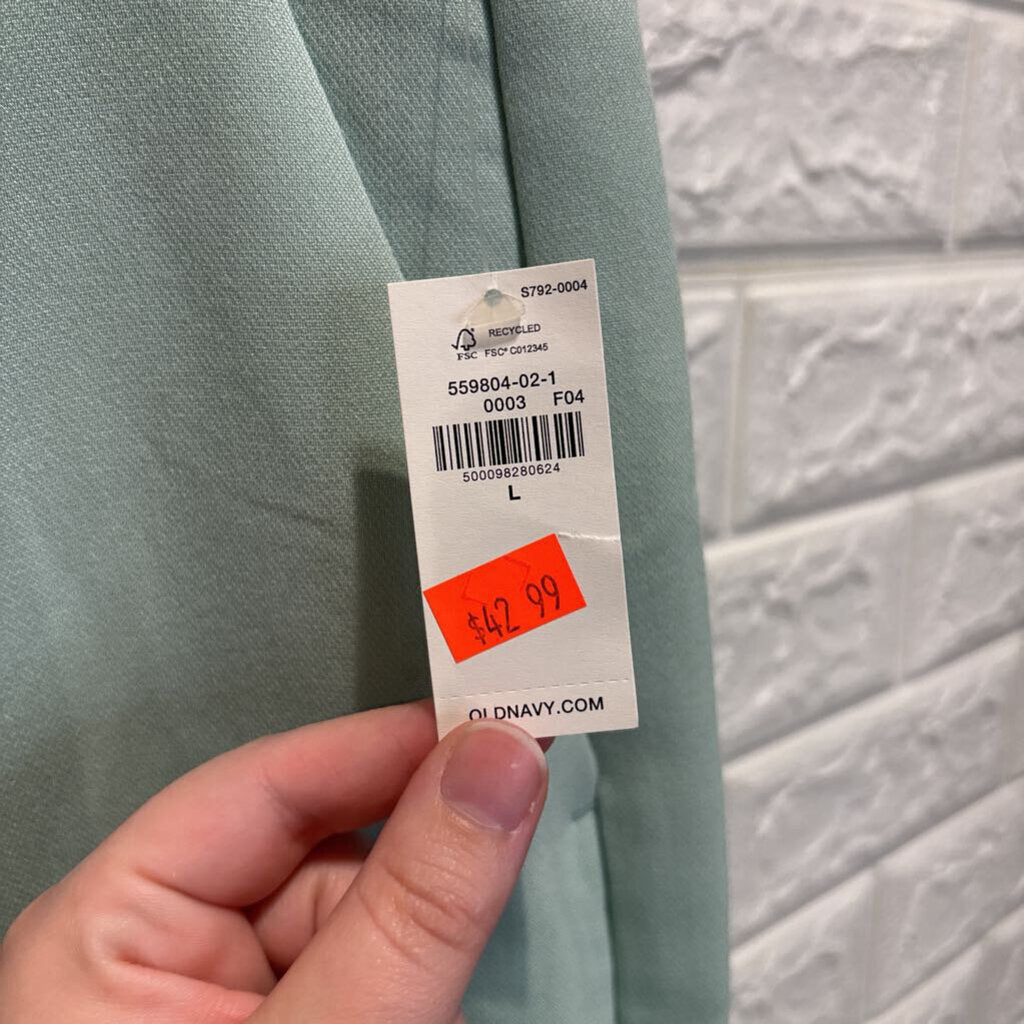 S792-0004
RECYCLED
FSC FSC® C012345
559804-02-1
0003 F04
500098280624
L
$42 99
OLDNAVY.COM